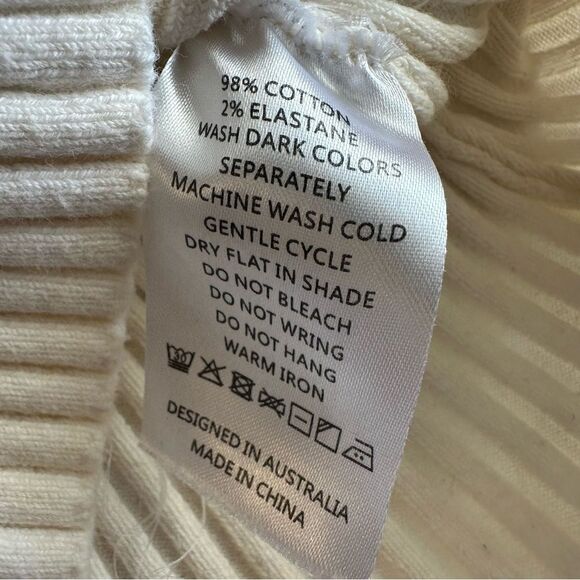 98% COTTON
2% ELASTANE
WASH DARK COLORS
SEPARATELY
MACHINE WASH COLD
GENTLE CYCLE
DRY FLAT IN SHADE
DO NOT BLEACH
DO NOT WRING
DO NOT HANG
WARM IRON
30
DESIGNED IN AUSTRALIA
MADE IN CHINA